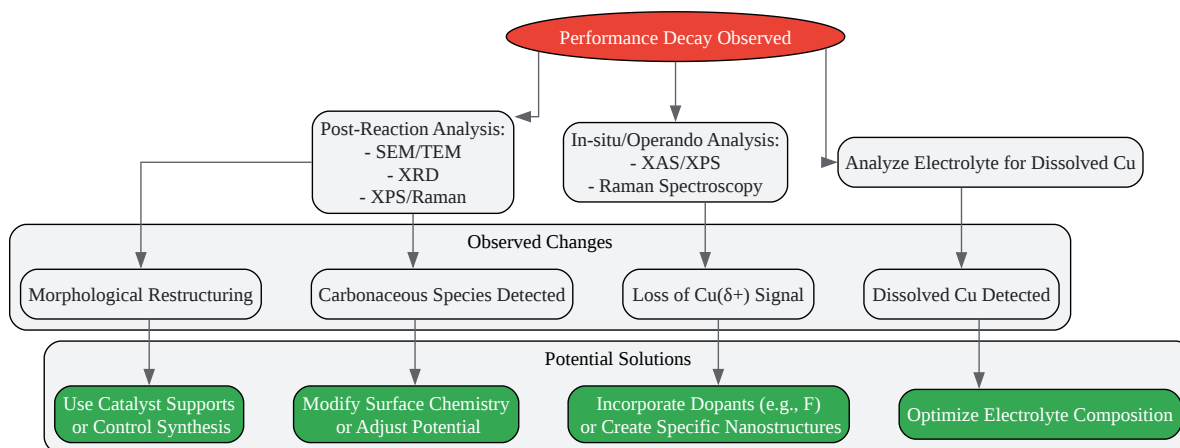 Performance Decay Observed
Post-Reaction Analysis:
- SEM/TEM
- XRD
- XPS/Raman
In-situ/Operando Analysis:
- XAS/XPS
- Raman Spectroscopy
Analyze Electrolyte for Dissolved Cu
Observed Changes
Morphological Restructuring
Carbonaceous Species Detected
Loss of Cu(δ+) Signal
Dissolved Cu Detected
Potential Solutions
Use Catalyst Supports
or Control Synthesis
Modify Surface Chemistry
or Adjust Potential
Incorporate Dopants (e.g., F)
or Create Specific Nanostructures
Optimize Electrolyte Composition